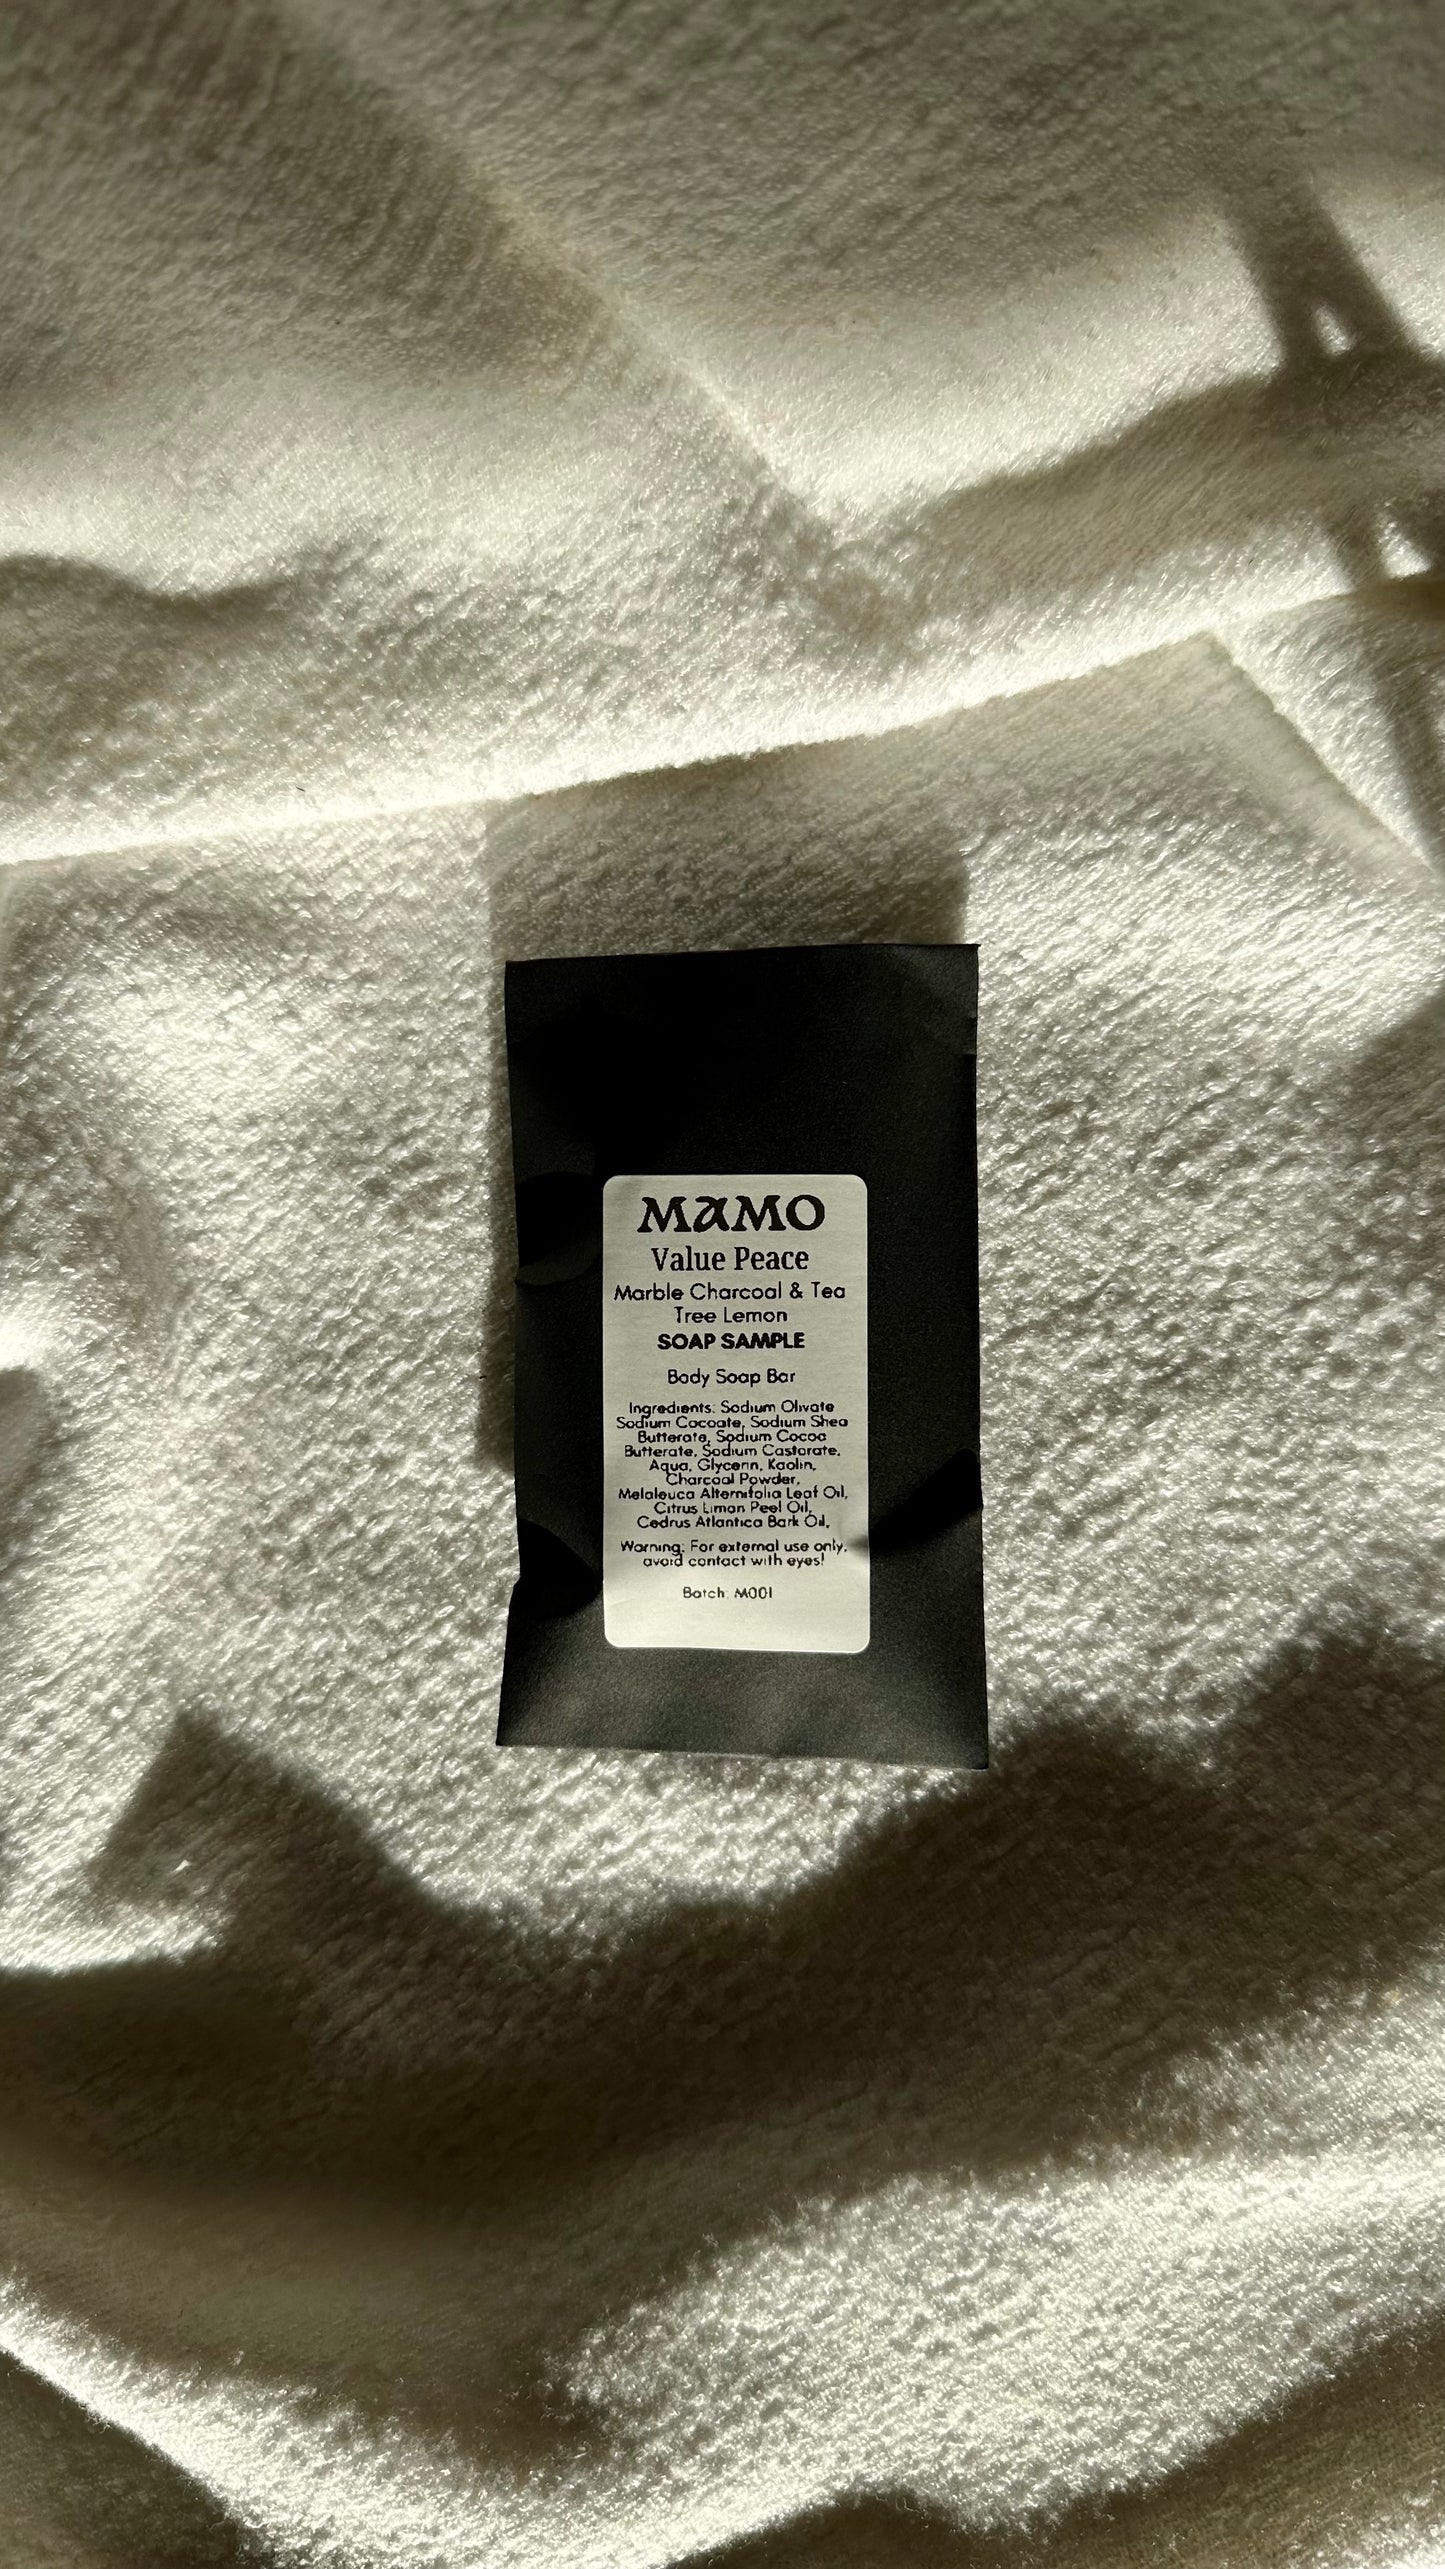 MAMO
Value Peace
Marble Charcoal & Tea
Tree Lemon
SOAP SAMPLE
Body Soap Bar
Ingredients: Sodium Olivate
Sodium Cocoate, Sodium Shea
Butterate, Sodium Cocoa
Butterate, Sodium Castorate,
Aqua, Glycerin, Kaolin,
Charcoal Powder,
Melaleuca Alternifolia Leaf Oil,
Citrus Limon Peel Oil,
Cedrus Atlantica Bark Oil,
Warning: For external use only,
avoid contact with eyes!
Batch: M001